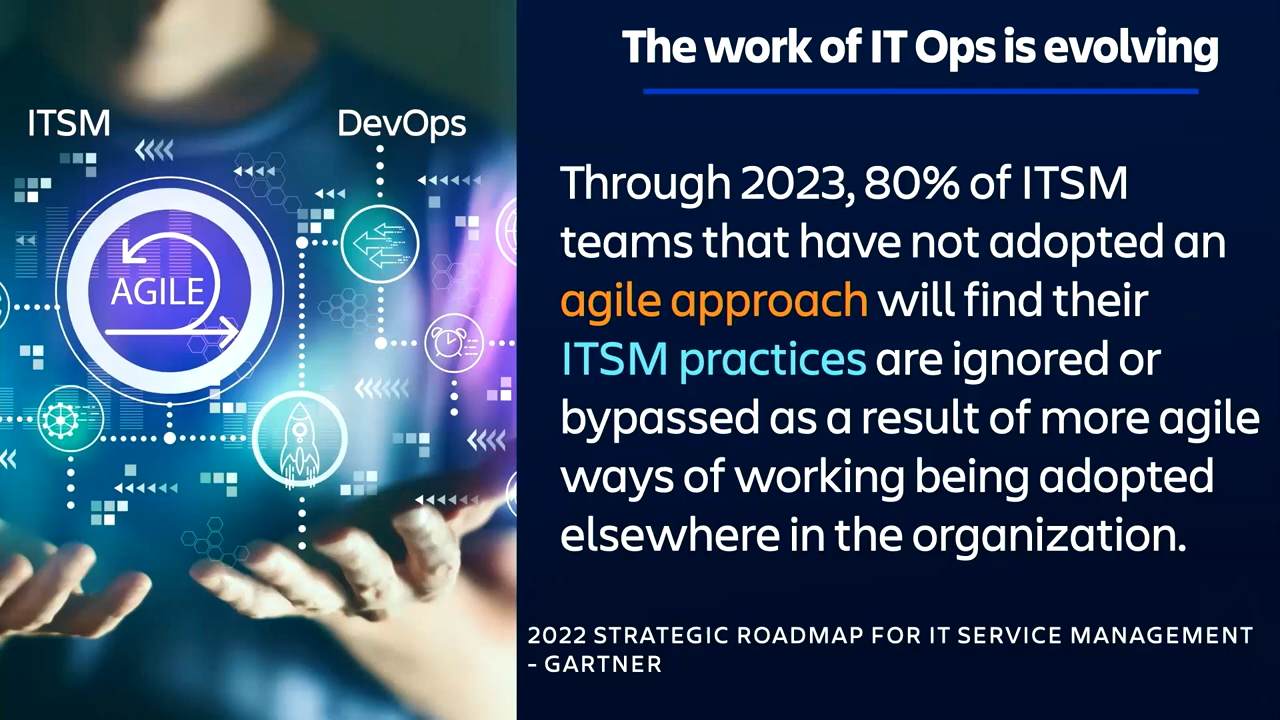 The work of IT Ops is evolving
ITSM
DevOps
AGILE
Through 2023, 80% of ITSM
teams that have not adopted an
agile approach will find their
ITSM practices are ignored or
bypassed as a result of more agile
ways of working being adopted
elsewhere in the organization.
2022 STRATEGIC ROADMAP FOR IT SERVICE MANAGEMENT
– GARTNER